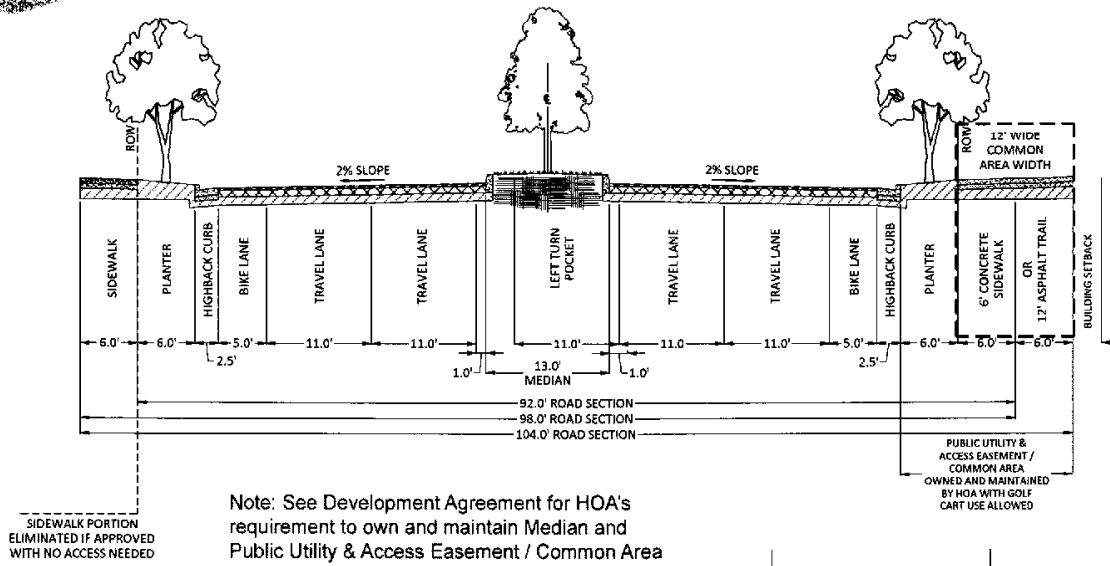 ROW
ROW
12' WIDE
COMMON
AREA WIDTH
2% SLOPE
2% SLOPE
SIDEWALK
PLANTER
HIGHBACK CURB
BIKE LANE
TRAVEL LANE
TRAVEL LANE
LEFT TURN
POCKET
TRAVEL LANE
TRAVEL LANE
BIKE LANE
HIGHBACK CURB
PLANTER
6' CONCRETE
SIDEWALK
OR
12' ASPHALT TRAIL
BUILDING SETBACK
6.0' 6.0' 5.0' 11.0' 11.0' 11.0' 11.0' 11.0' 5.0' 6.0' 6.0' 6.0'
2.5' 2.5'
1.0' 13.0' 1.0'
MEDIAN
92.0' ROAD SECTION
98.0' ROAD SECTION
104.0' ROAD SECTION
PUBLIC UTILITY &
ACCESS EASEMENT /
COMMON AREA
OWNED AND MAINTAINED
BY HOA WITH GOLF
CART USE ALLOWED
SIDEWALK PORTION
ELIMINATED IF APPROVED
WITH NO ACCESS NEEDED
Note: See Development Agreement for HOA's
requirement to own and maintain Median and
Public Utility & Access Easement / Common Area